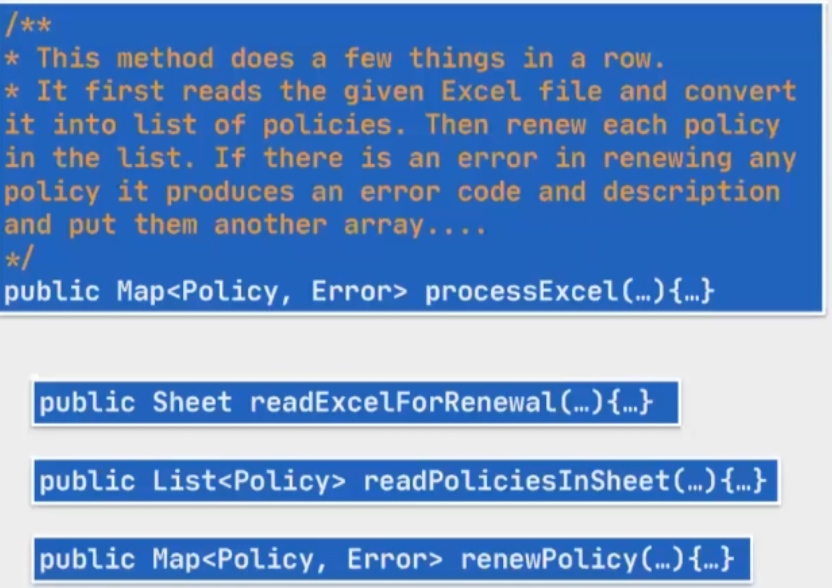 /**
* This method does a few things in a row.
* It first reads the given Excel file and convert
it into list of policies. Then renew each policy
in the list. If there is an error in renewing any
policy it produces an error code and description
and put them another array....
*/
public Map<Policy, Error> processExcel(…){…}
public Sheet readExcelForRenewal(…){…}
public List<Policy> readPoliciesInSheet(…){…}
public Map<Policy, Error> renewPolicy(…){…}